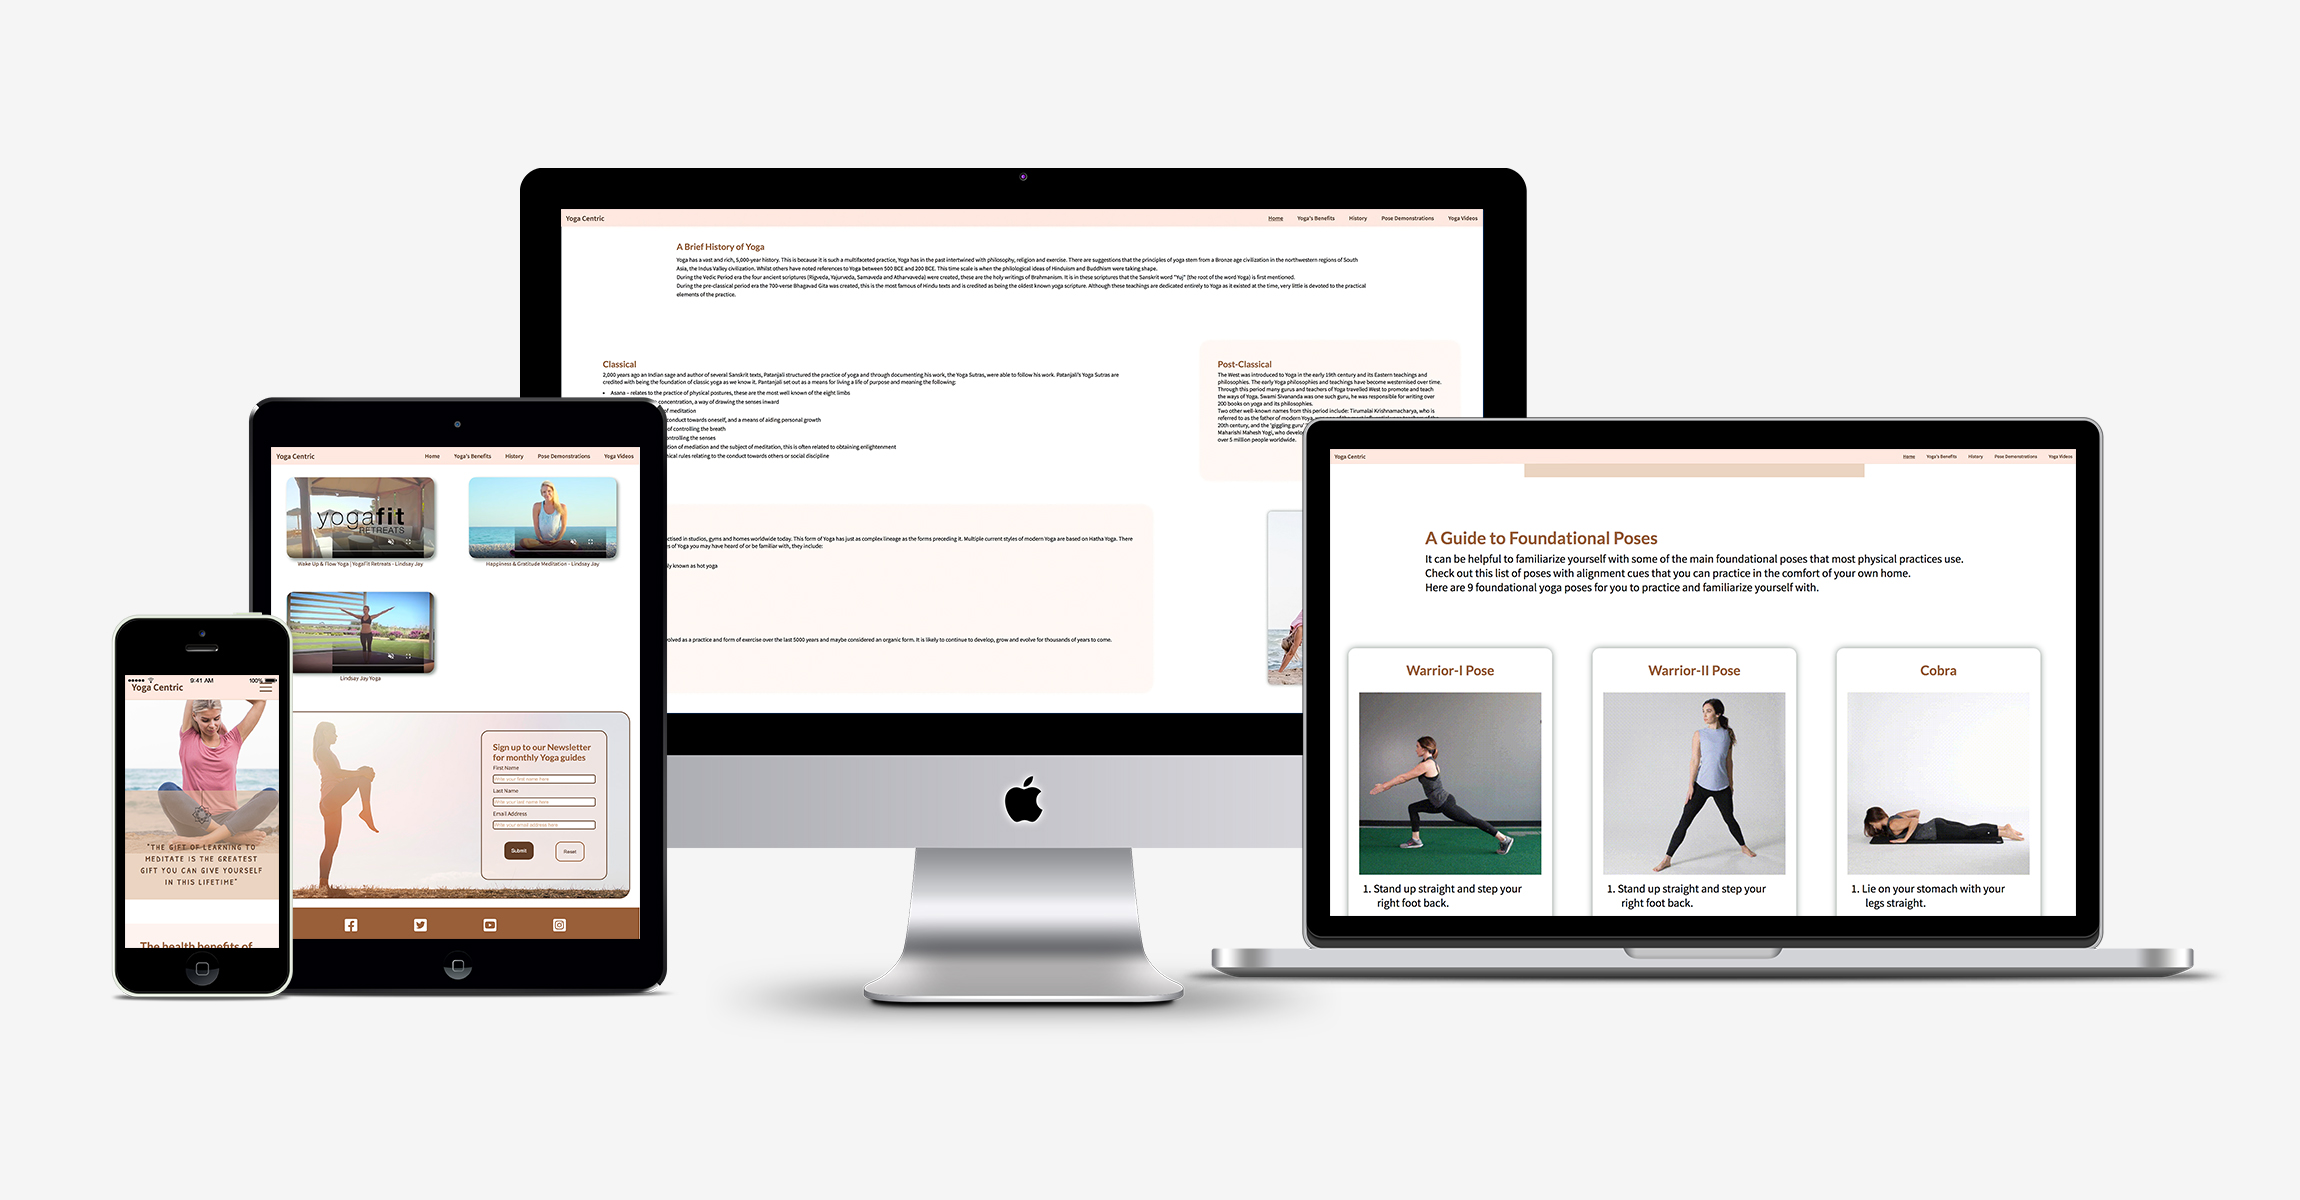 Yoga Centric
Home Yoga's Benefits History Pose Demonstrations Yoga Videos
A Brief History of Yoga
Yoga has a vast and rich, 5,000-year history. This is because it is such a multifaceted practice, Yoga has in the past intertwined with philosophy, religion and exercise. There are suggestions that the principles of yoga stem from a Bronze age civilization in the northwestern regions of South
Asia, the Indus Valley civilization. Whilst others have noted references to Yoga between 500 BCE and 200 BCE. This time scale is when the philological ideas of Hinduism and Buddhism were taking shape.
During the Vedic Period era the four ancient scriptures (Rigveda, Yajurveda, Samaveda and Atharvaveda) were created, these are the holy writings of Brahmanism. It is in these scriptures that the Sanskrit word "Yuj" (the root of the word Yoga) is first mentioned.
During the pre-classical period era the 700-verse Bhagavad Gita was created, this is the most famous of Hindu texts and is credited as being the oldest known yoga scripture. Although these teachings are dedicated entirely to Yoga as it existed at the time, very little is devoted to the practical
elements of the practice.
Classical
2,000 years ago an Indian sage and author of several Sanskrit texts, Patanjali structured the practice of yoga and through documenting his work, the Yoga Sutras, were able to follow his work. Patanjali's Yoga Sutras are
credited with being the foundation of classic yoga as we know it. Pantanjali set out as a means for living a life of purpose and meaning the following:
• Asana – relates to the practice of physical postures, these are the most well known of the eight limbs
concentration, a way of drawing the senses inward
of meditation
conduct towards oneself, and a means of aiding personal growth
of controlling the breath
controlling the senses
tion of mediation and the subject of meditation, this is often related to obtaining enlightenment
ical rules relating to the conduct towards others or social discipline
Post-Classical
The West was introduced to Yoga in the early 19th century and its Eastern teachings and
philosophies. The early Yoga philosophies and teachings have become westernised over time.
Through this period many gurus and teachers of Yoga travelled West to promote and teach
the ways of Yoga. Swami Sivananda was one such guru, he was responsible for writing over
200 books on yoga and its philosophies.
Two other well-known names from this period include: Tirumalai Krishnamacharya, who is
referred to as the father of modern Yoga,
20th century, and the 'giggling guru'
Maharishi Mahesh Yogi, who develop
over 5 million people worldwide.
actised in studios, gyms and homes worldwide today. This form of Yoga has just as complex lineage as the forms preceding it. Multiple current styles of modern Yoga are based on Hatha Yoga. There
s of Yoga you may have heard of or be familiar with, they include:
ly known as hot yoga
volved as a practice and form of exercise over the last 5000 years and maybe considered an organic form. It is likely to continue to develop, grow and evolve for thousands of years to come.
Yoga Centric
Home Yoga's Benefits History Pose Demonstrations Yoga Videos
yogafit
RETREATS
Wake Up & Flow Yoga | YogaFit Retreats - Lindsay Jay
Happiness & Gratitude Meditation - Lindsay Jay
Lindsay Jay Yoga
Sign up to our Newsletter
for monthly Yoga guides
First Name
Write your first name here
Last Name
Write your last name here
Email Address
Write your email address here
Submit Reset
9:41 AM 100%
Yoga Centric
"THE GIFT OF LEARNING TO
MEDITATE IS THE GREATEST
GIFT YOU CAN GIVE YOURSELF
IN THIS LIFETIME"
The health benefits of
Yoga Centric
Home Yoga's Benefits History Pose Demonstrations Yoga Videos
A Guide to Foundational Poses
It can be helpful to familiarize yourself with some of the main foundational poses that most physical practices use.
Check out this list of poses with alignment cues that you can practice in the comfort of your own home.
Here are 9 foundational yoga poses for you to practice and familiarize yourself with.
Warrior-I Pose
1. Stand up straight and step your
right foot back.
Warrior-II Pose
1. Stand up straight and step your
right foot back.
Cobra
1. Lie on your stomach with your
legs straight.